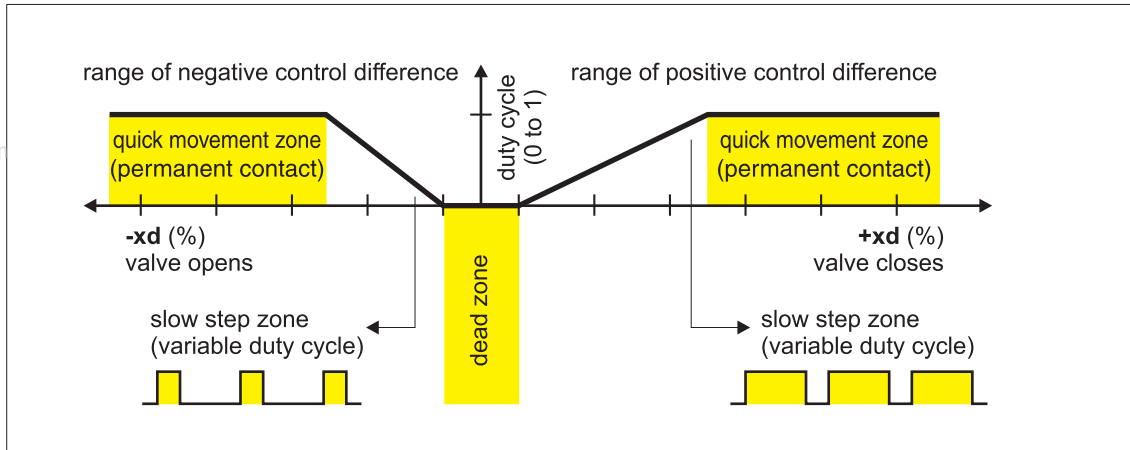 range of negative control difference
range of positive control difference
duty cycle
(0 to 1)
quick movement zone
(permanent contact)
quick movement zone
(permanent contact)
-xd (%)
valve opens
+xd (%)
valve closes
dead zone
slow step zone
(variable duty cycle)
slow step zone
(variable duty cycle)